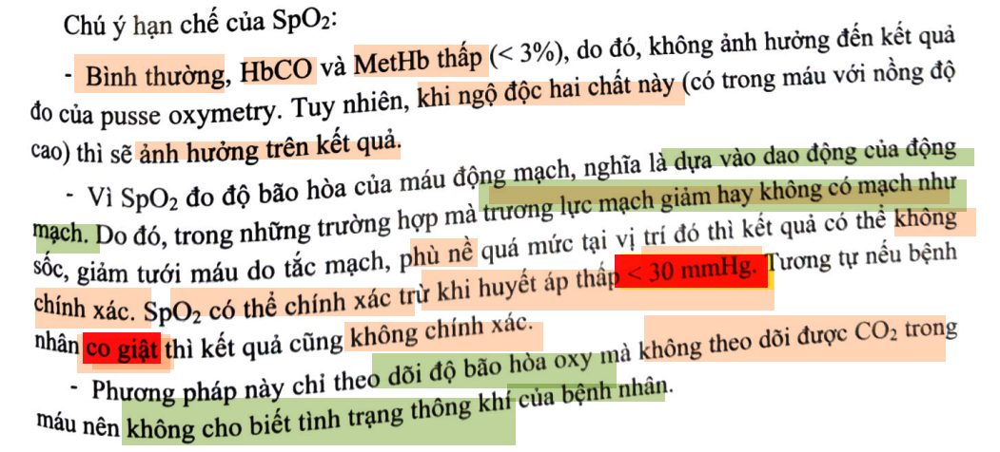 Chú ý hạn chế của SpO₂:
- Bình thường, HbCO và MetHb thấp (< 3%), do đó, không ảnh hưởng đến kết quả
đo của pusse oxymetry. Tuy nhiên, khi ngộ độc hai chất này (có trong máu với nồng độ
cao) thì sẽ ảnh hưởng trên kết quả.
- Vì SpO₂ đo độ bão hòa của máu động mạch, nghĩa là dựa vào dao động của động
mạch. Do đó, trong những trường hợp mà trương lực mạch giảm hay không có mạch như
sốc, giảm tưới máu do tắc mạch, phù nề quá mức tại vị trí đó thì kết quả có thể không
chính xác. SpO₂ có thể chính xác trừ khi huyết áp thấp < 30 mmHg. Tương tự nếu bệnh
nhân co giật thì kết quả cũng không chính xác.
- Phương pháp này chỉ theo dõi độ bão hòa oxy mà không theo dõi được CO₂ trong
máu nên không cho biết tình trạng thông khí của bệnh nhân.